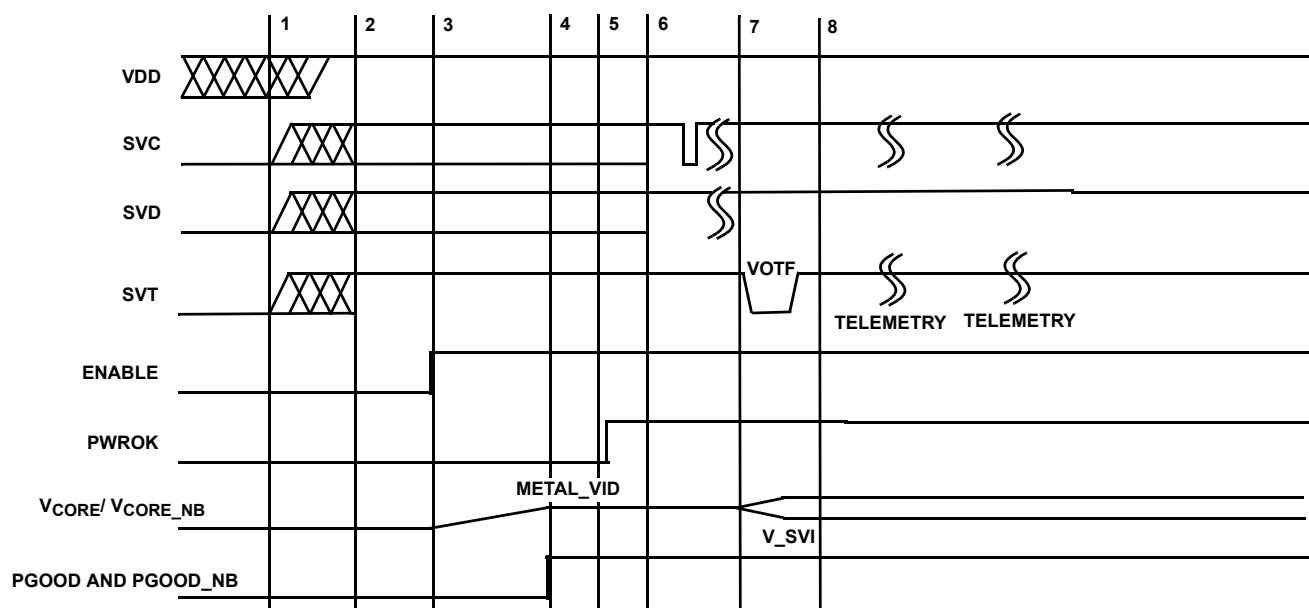 1 2 3 4 5 6 7 8
VDD
SVC
SVD
SVT
VOTF
TELEMETRY TELEMETRY
ENABLE
PWROK
METAL_VID
VCORE/ VCORE_NB
V_SVI
PGOOD AND PGOOD_NB